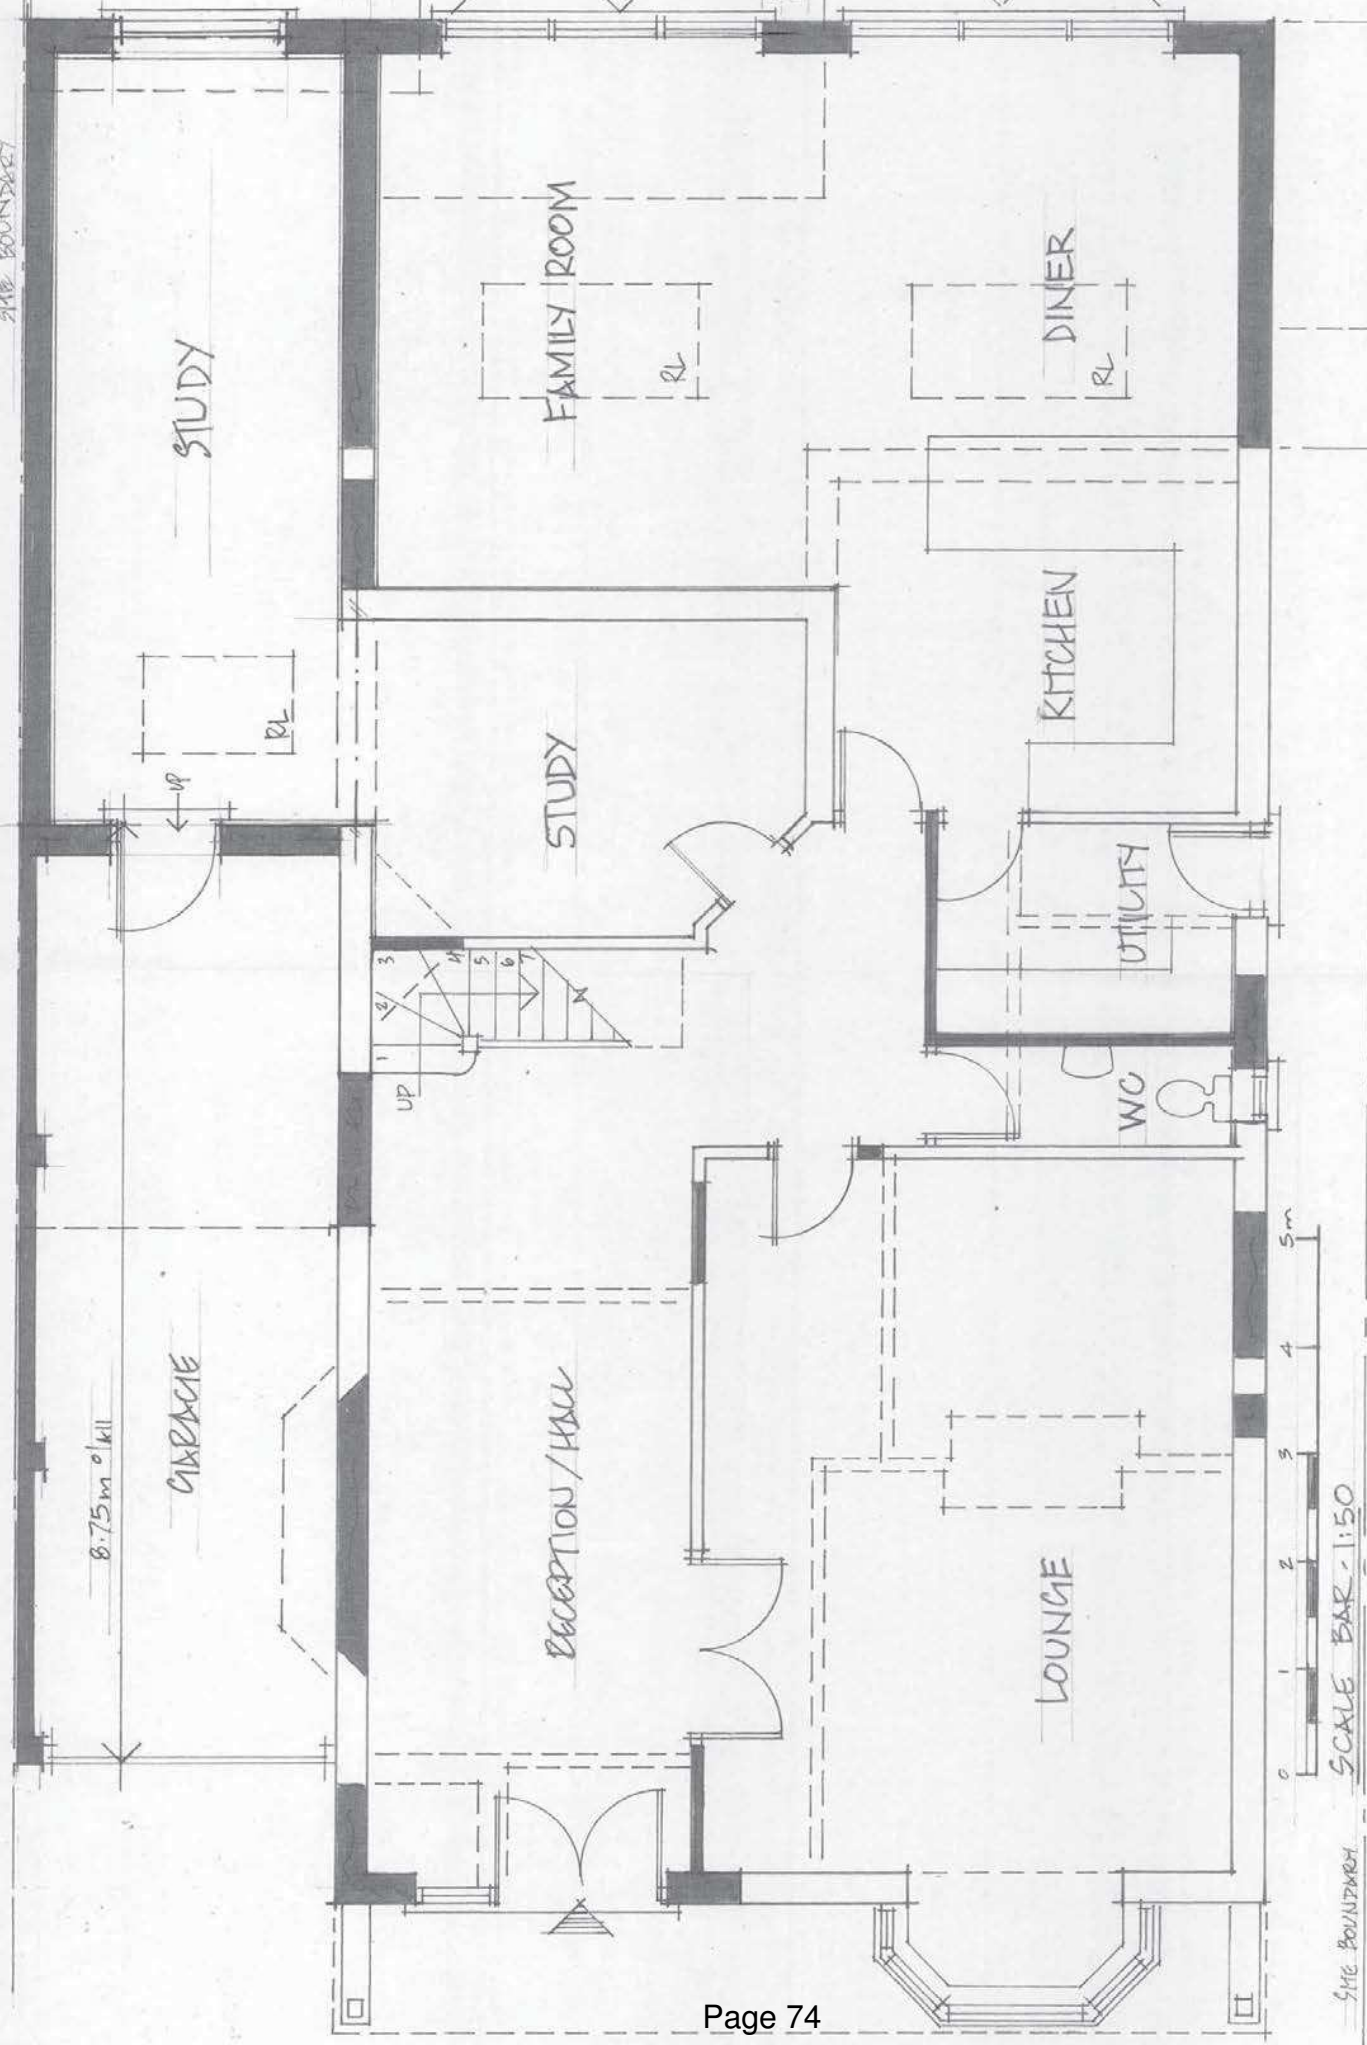 SITE BOUNDARY
STUDY
FAMILY ROOM
DINER
RL
RL
RL
UP
STUDY
KITCHEN
UTILITY
WC
UP
1
2
3
4
5
6
7
8.75m o/all
GARAGE
RECEPTION/HALL
LOUNGE
0 1 2 3 4 5m
SCALE BAR - 1:50
SITE BOUNDARY
Page 74